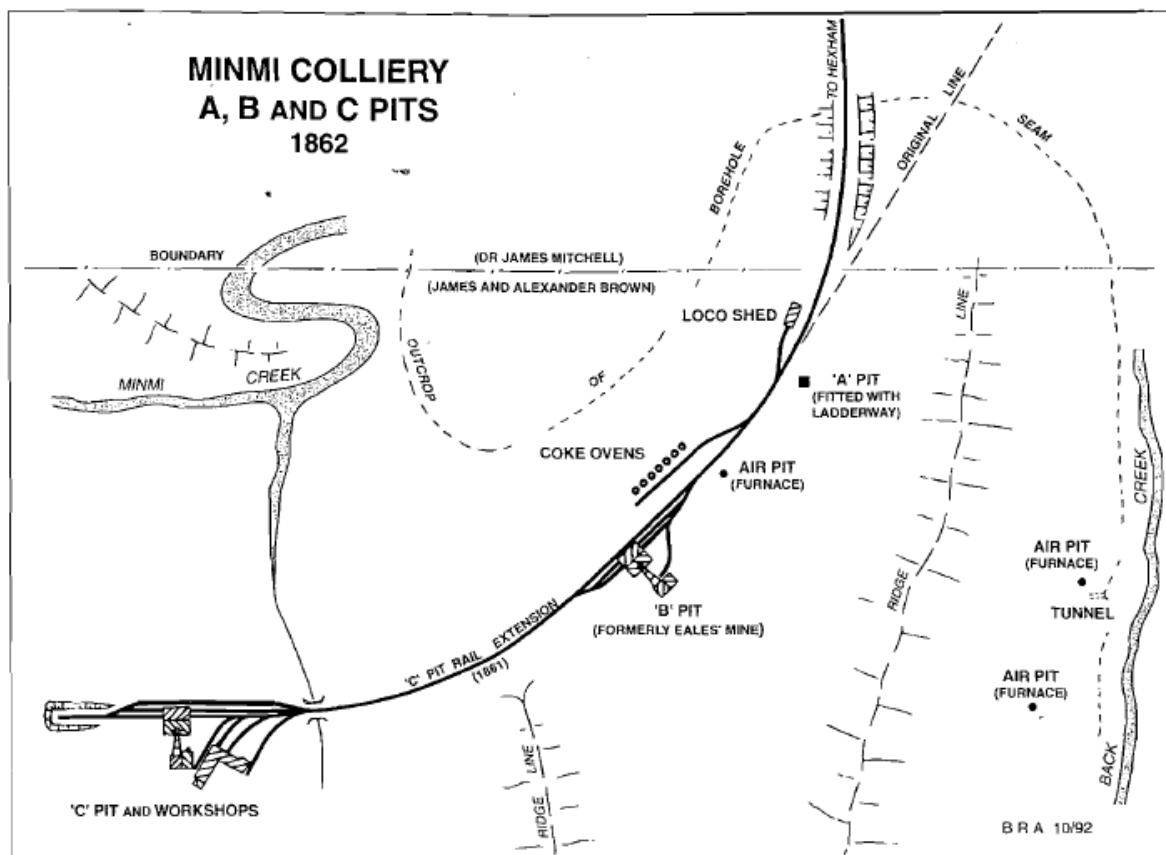 MINMI COLLIERY
A, B AND C PITS
1862
TO HEXHAM
ORIGINAL LINE
BOREHOLE
SEAM
BOUNDARY
(DR JAMES MITCHELL)
(JAMES AND ALEXANDER BROWN)
LOCO SHED
LINE
MINMI CREEK
OUTCROP
OF
'A' PIT
(FITTED WITH
LADDERWAY)
COKE OVENS
AIR PIT
(FURNACE)
CREEK
AIR PIT
(FURNACE)
TUNNEL
RIDGE
'B' PIT
(FORMERLY EALES' MINE)
'C' PIT RAIL EXTENSION
(1861)
AIR PIT
(FURNACE)
BACK
RIDGE LINE
'C' PIT AND WORKSHOPS
B R A 10/92